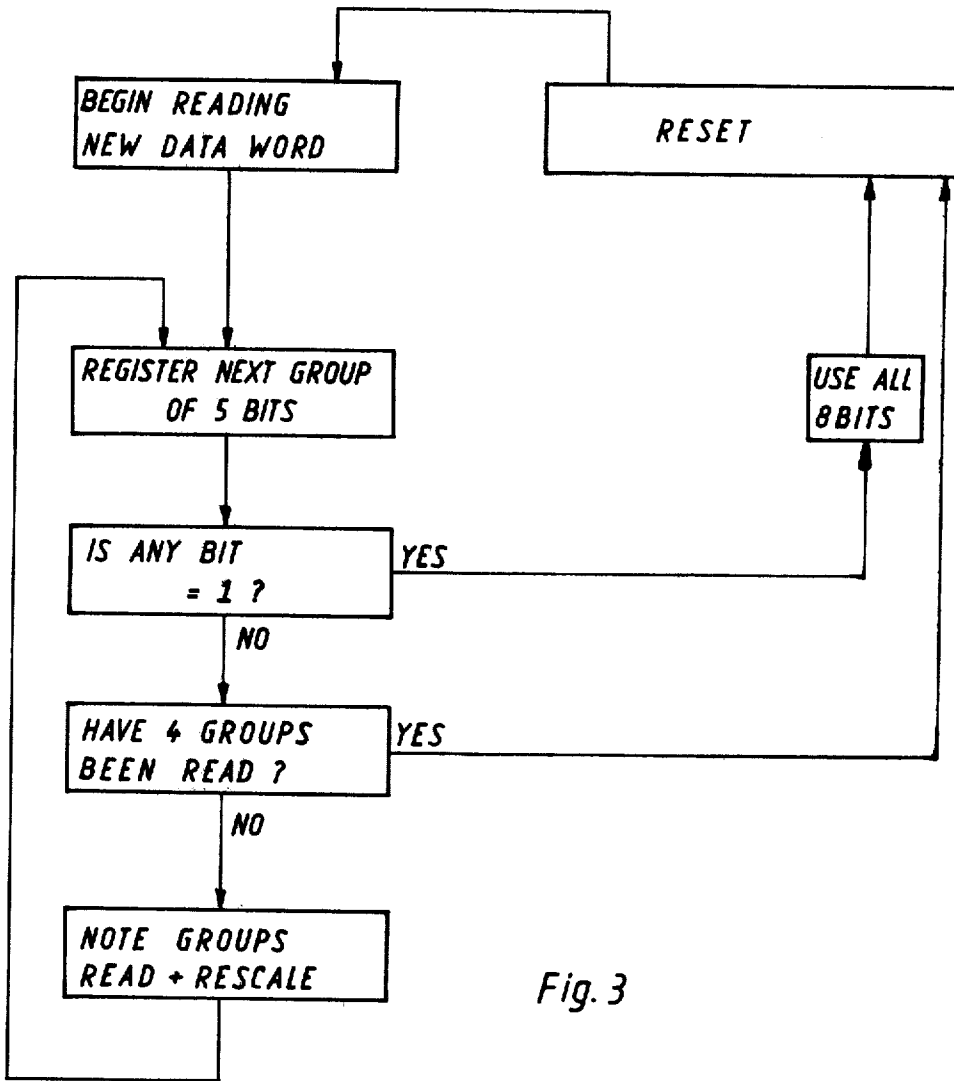 BEGIN READING
NEW DATA WORD
RESET
REGISTER NEXT GROUP
OF 5 BITS
USE ALL
8 BITS
IS ANY BIT
= 1 ?
YES
NO
HAVE 4 GROUPS
BEEN READ ?
YES
NO
NOTE GROUPS
READ + RESCALE
Fig. 3